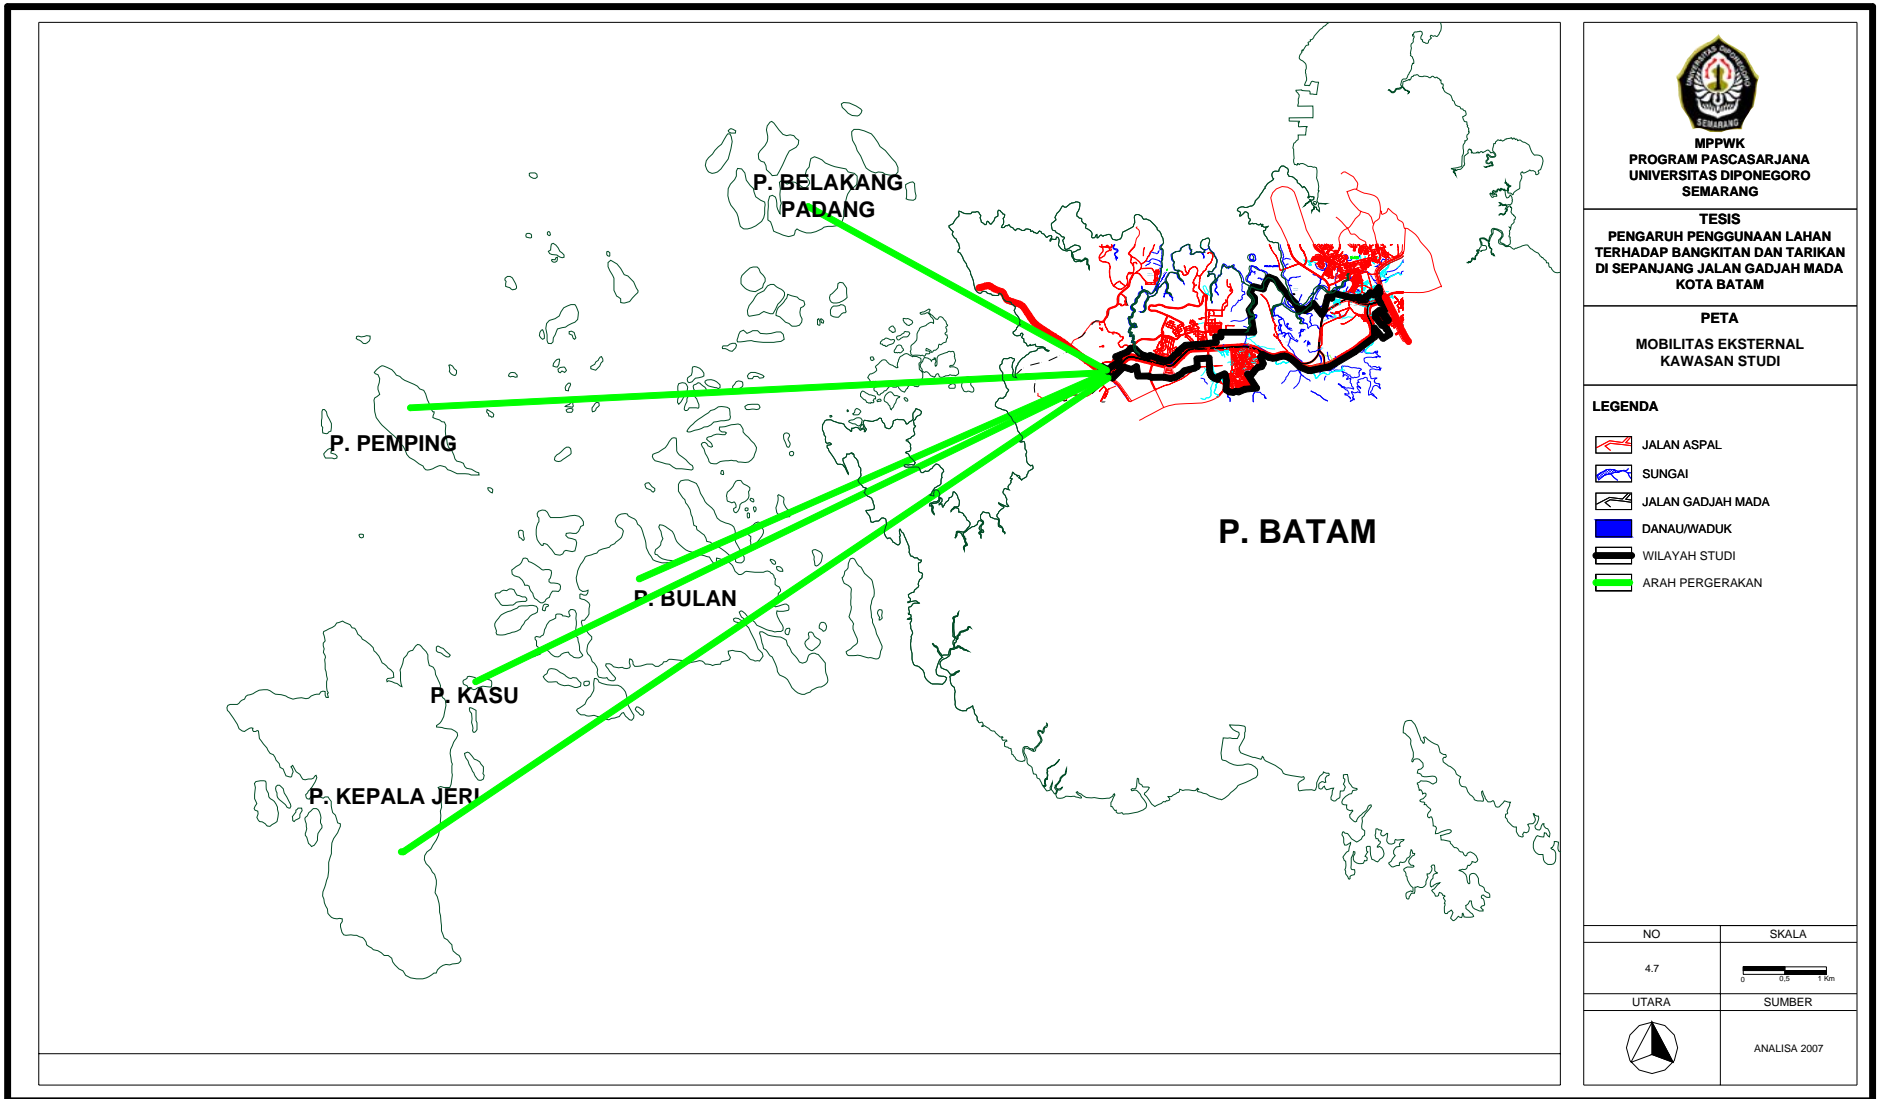 P. BELAKANG
PADANG
P. PEMPING
P. BATAM
P. BULAN
P. KASU
P. KEPALA JERI
UNIVERSITAS DIPONEGORO
SEMARANG
MPPWK
PROGRAM PASCASARJANA
UNIVERSITAS DIPONEGORO
SEMARANG
TESIS
PENGARUH PENGGUNAAN LAHAN
TERHADAP BANGKITAN DAN TARIKAN
DI SEPANJANG JALAN GADJAH MADA
KOTA BATAM
PETA
MOBILITAS EKSTERNAL
KAWASAN STUDI
LEGENDA
JALAN ASPAL
SUNGAI
JALAN GADJAH MADA
DANAU/WADUK
WILAYAH STUDI
ARAH PERGERAKAN
NO
SKALA
4.7
0 0,5 1 Km
UTARA
SUMBER
ANALISA 2007